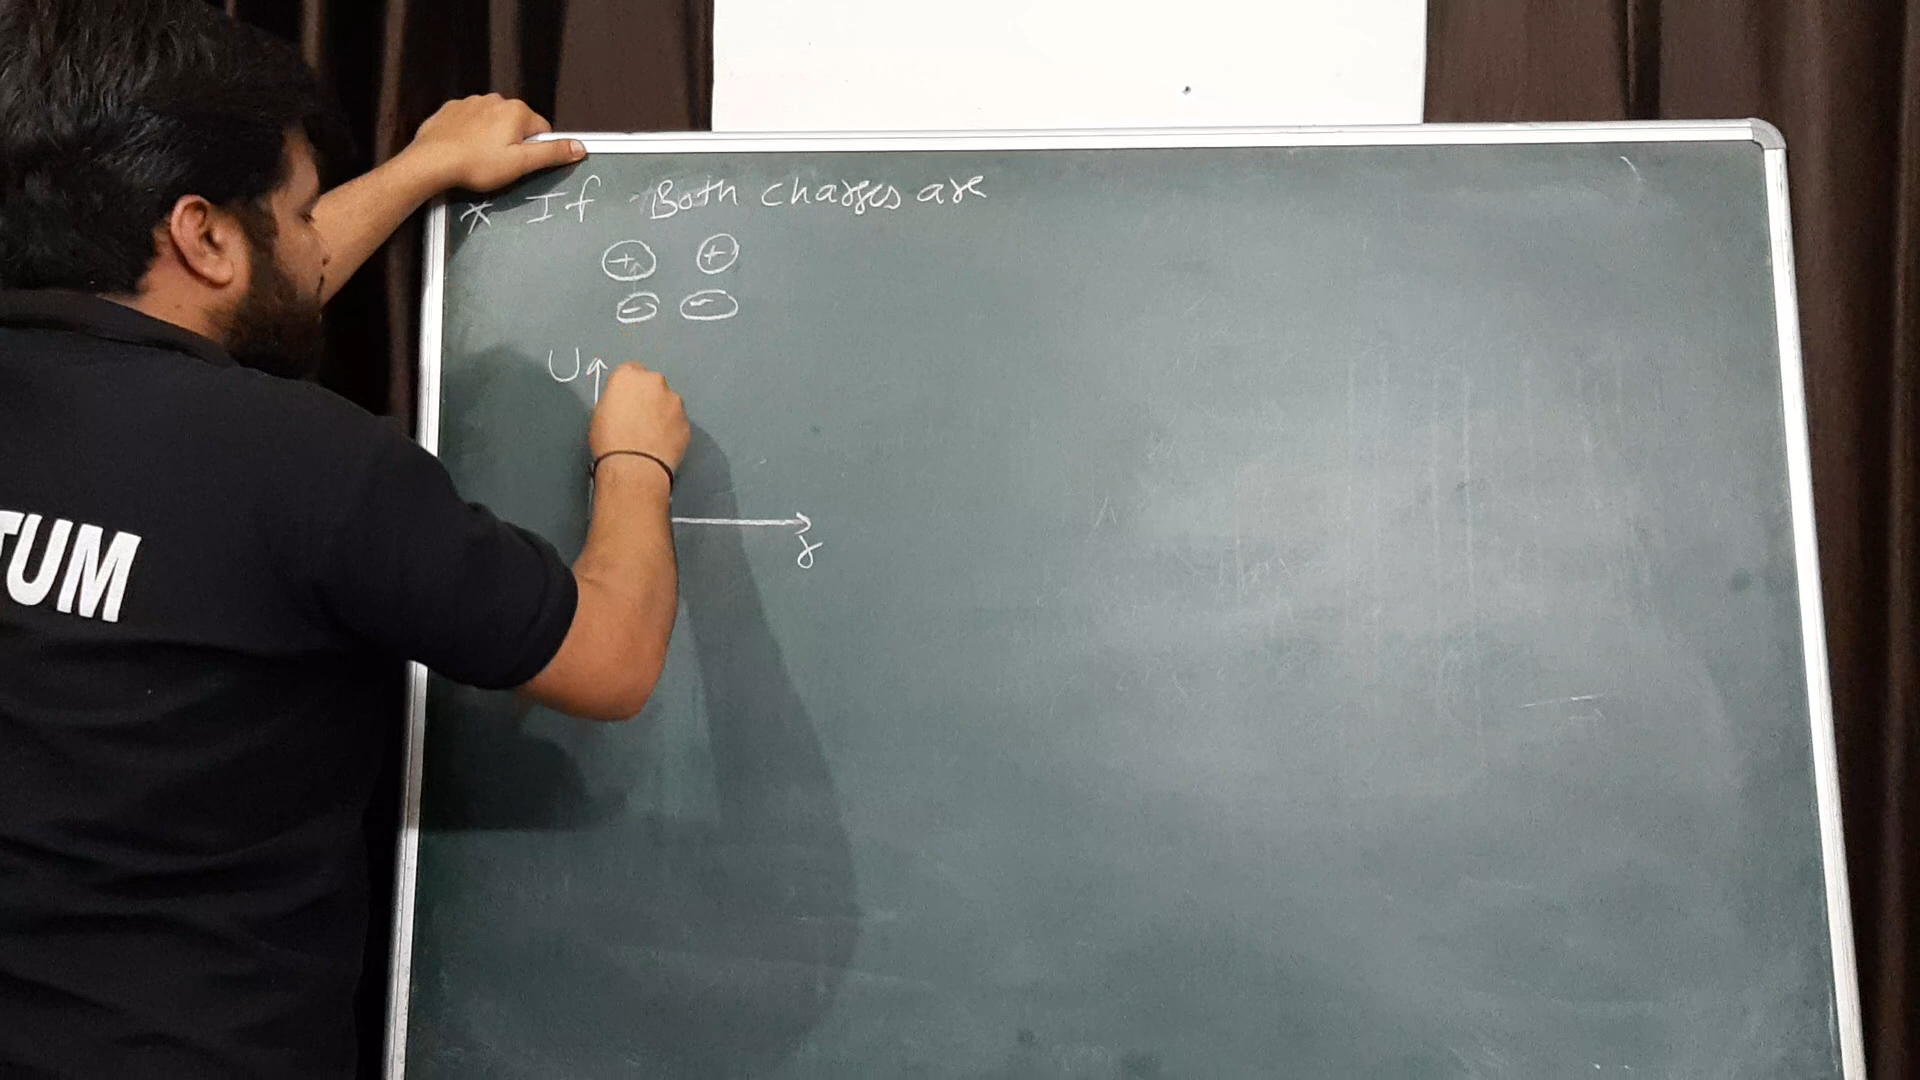 * If Both charges are
+ +
- -
U
r
TUM